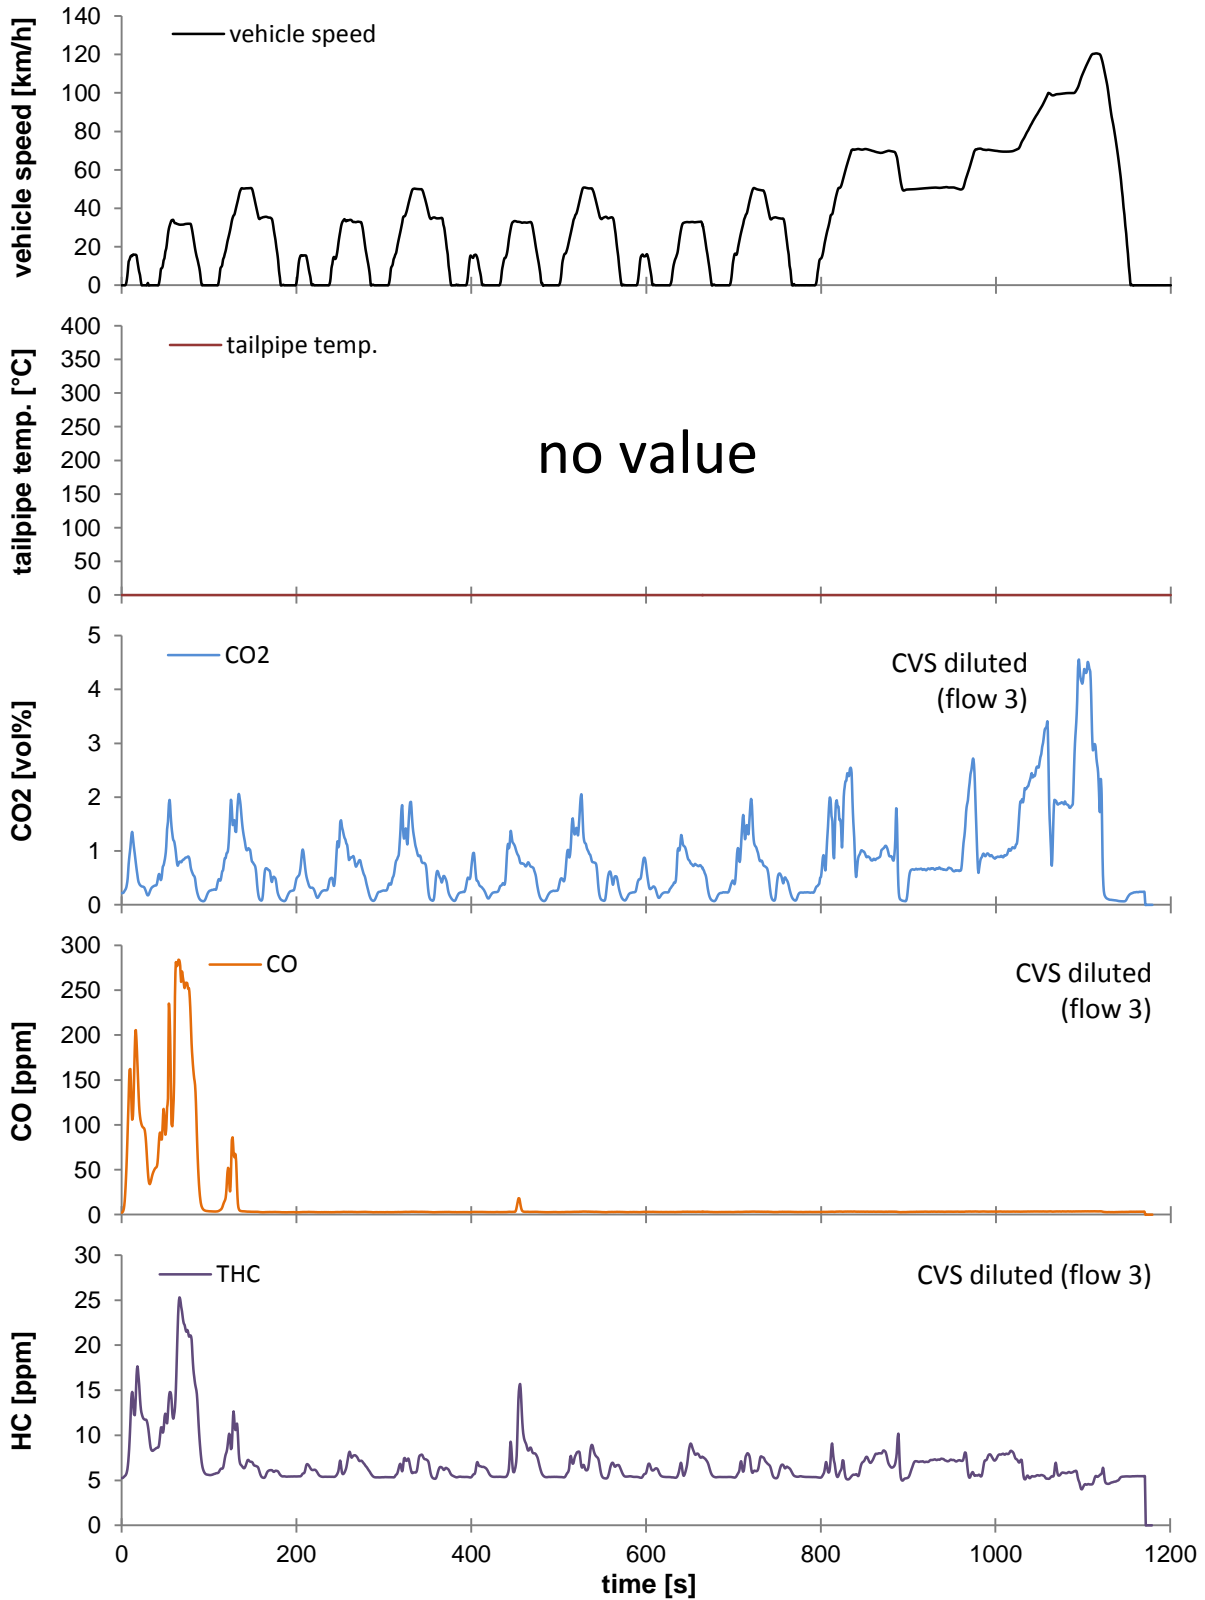 vehicle speed [km/h]
140
120
100
80
60
40
20
0
vehicle speed
tailpipe temp. [°C]
400
350
300
250
200
150
100
50
0
tailpipe temp.
no value
CO2 [vol%]
5
4
3
2
1
0
CO2
CVS diluted
(flow 3)
CO [ppm]
300
250
200
150
100
50
0
CO
CVS diluted
(flow 3)
HC [ppm]
30
25
20
15
10
5
0
THC
CVS diluted (flow 3)
0 200 400 600 800 1000 1200
time [s]